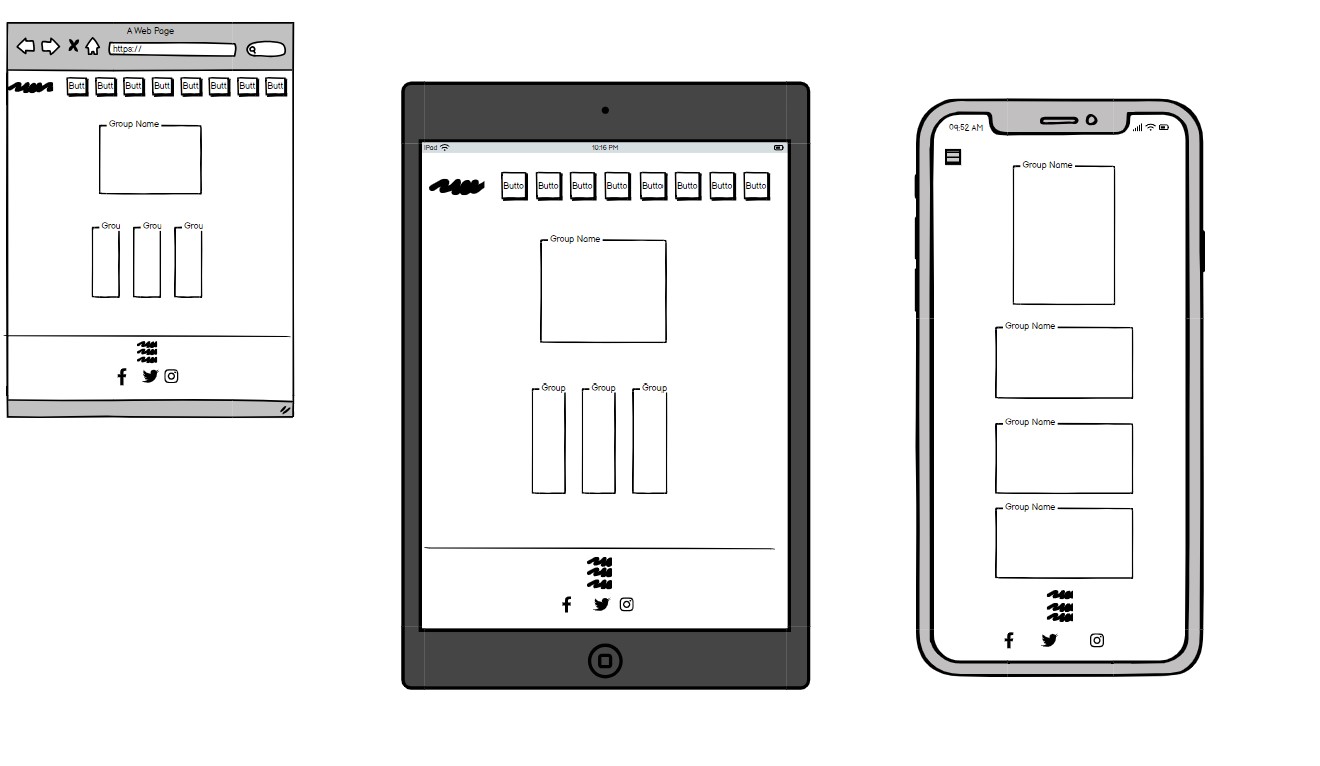 A Web Page
https://
Butt Butt Butt Butt Butt Butt Butt Butt
Group Name
Grou Grou Grou
iPad 10:16 PM
Butto Butto Butto Butto Butto Butto Butto Butto
Group Name
Group Group Group
09:52 AM
Group Name
Group Name
Group Name
Group Name